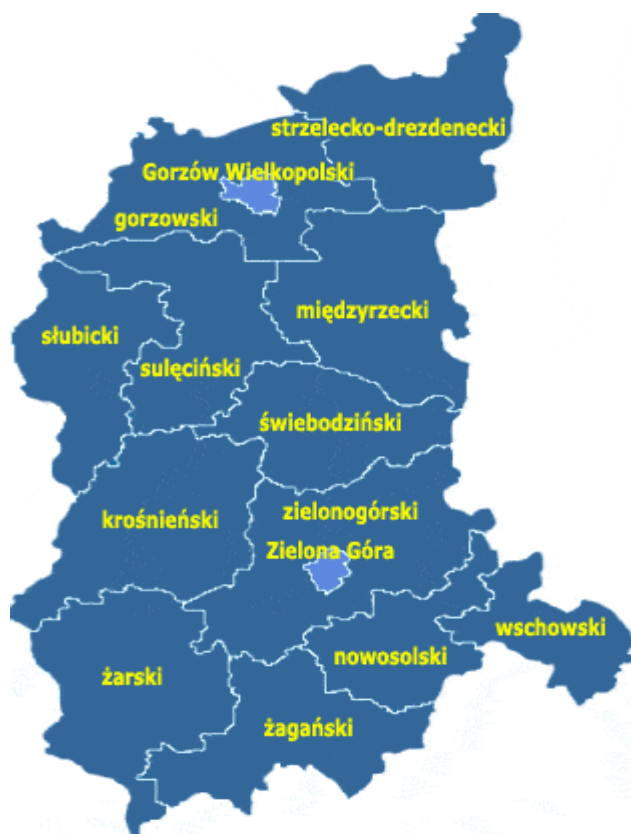 strzelecko-drezdenecki
Gorzów Wielkopolski
gorzowski
międzyrzecki
słubicki
sulęciński
świebodziński
zielonogórski
krośnieński
Zielona Góra
wschowski
nowosolski
żarski
żagański